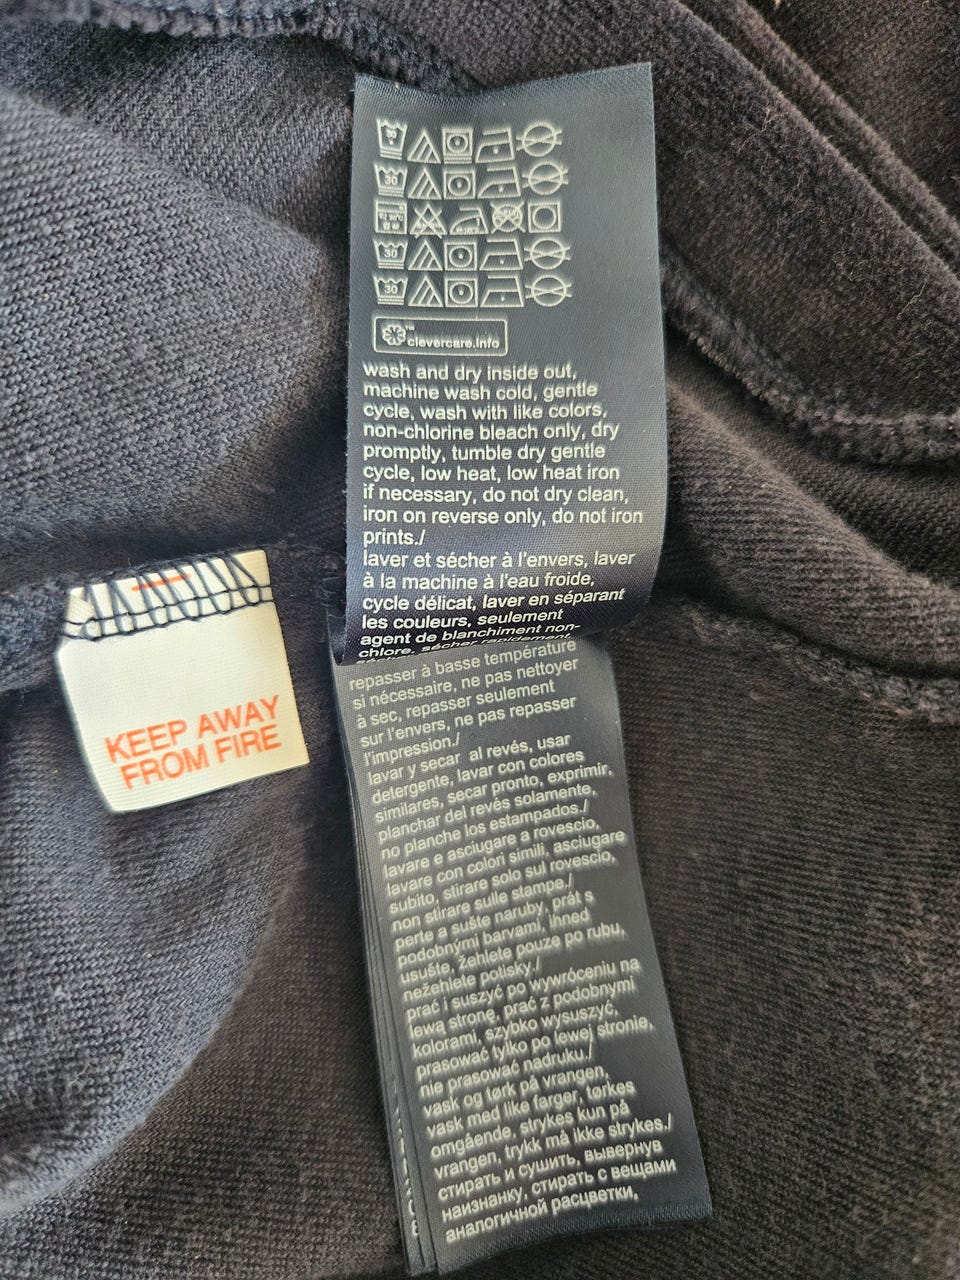 30
30
30
30
™
clevercare.info
wash and dry inside out,
machine wash cold, gentle
cycle, wash with like colors,
non-chlorine bleach only, dry
promptly, tumble dry gentle
cycle, low heat, low heat iron
if necessary, do not dry clean,
iron on reverse only, do not iron
prints./
laver et sécher à l'envers, laver
à la machine à l'eau froide,
cycle délicat, laver en séparant
les couleurs, seulement
agent de blanchiment non-
chlore, sécher rapidement,
repasser à basse température
si nécessaire, ne pas nettoyer
à sec, repasser seulement
sur l'envers, ne pas repasser
l'impression./
lavar y secar al revés, usar
detergente, lavar con colores
similares, secar pronto, exprimir.
planchar del revés solamente,
no planche los estampados./
lavare e asciugare a rovescio,
lavare con colori simili, asciugare
subito, stirare solo sul rovescio,
non stirare sulle stampe./
perte a sušte naruby, prát s
podobnými barvami, ihned
usušte, žehlete pouze po rubu,
nežehlete potisky./
prać i suszyć po wywróceniu na
lewą stronę, prać z podobnymi
kolorami, szybko wysuszyć,
prasować tylko po lewej stronie,
nie prasować nadruku./
vask og tørk på vrangen,
vask med like farger, tørkes
omgående, strykes kun på
vrangen, trykk må ikke strykes./
стирать и сушить, вывернув
наизнанку, стирать с вещами
аналогичной расцветки,
KEEP AWAY
FROM FIRE